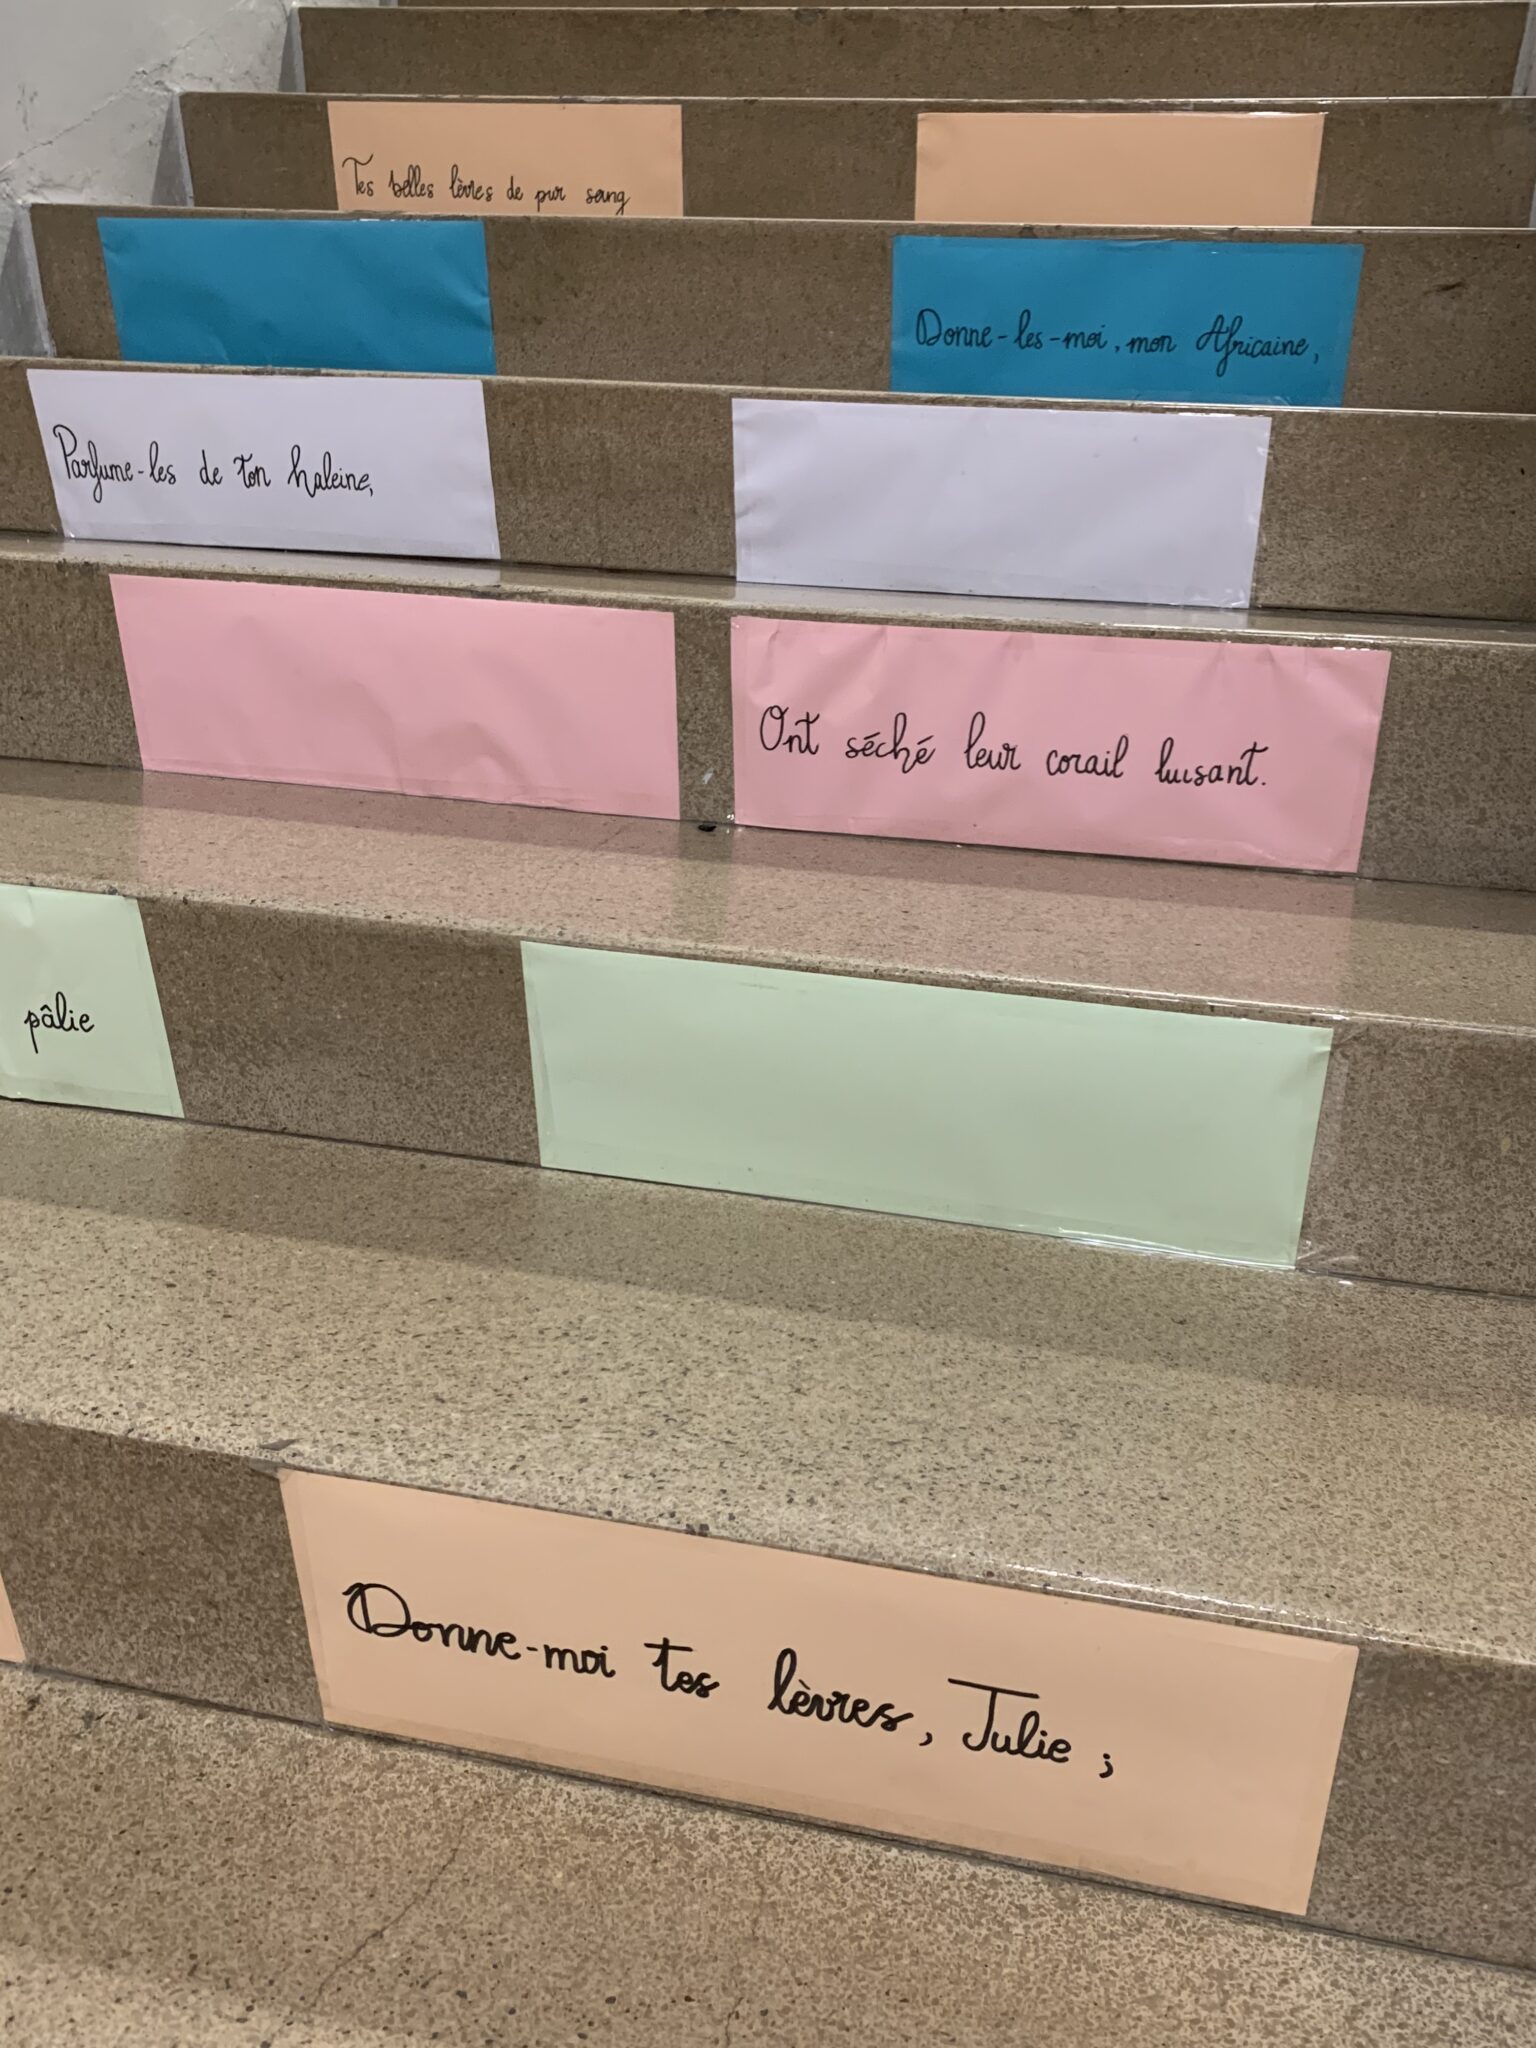 Tes belles lèvres de pur sang
Donne-les-moi, mon Africaine,
Parfume-les de ton haleine,
Ont séché leur corail luisant.
pâlie
Donne-moi tes lèvres, Julie ;